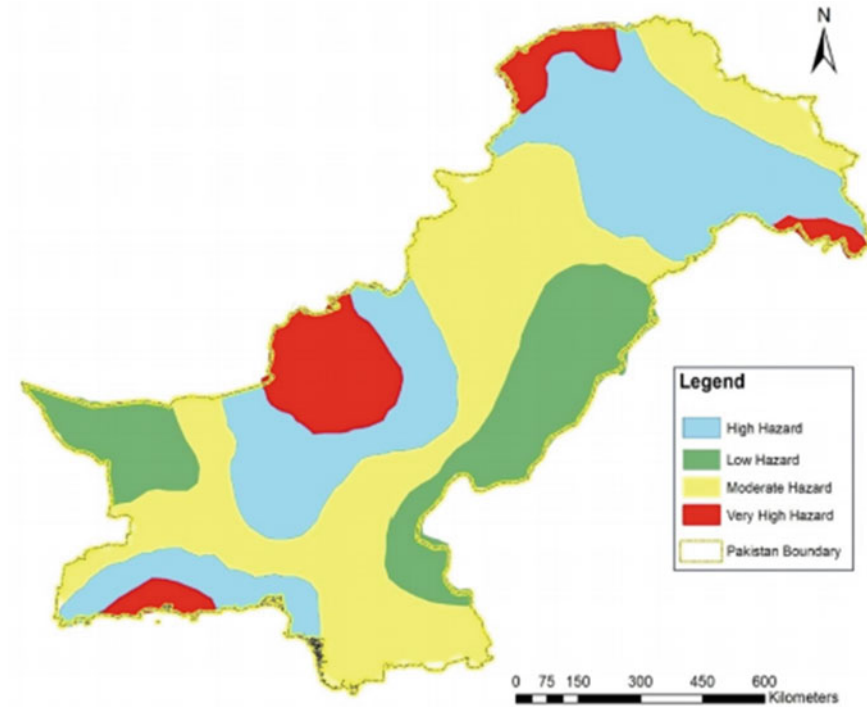 N
Legend
High Hazard
Low Hazard
Moderate Hazard
Very High Hazard
Pakistan Boundary
0 75 150 300 450 600
Kilometers